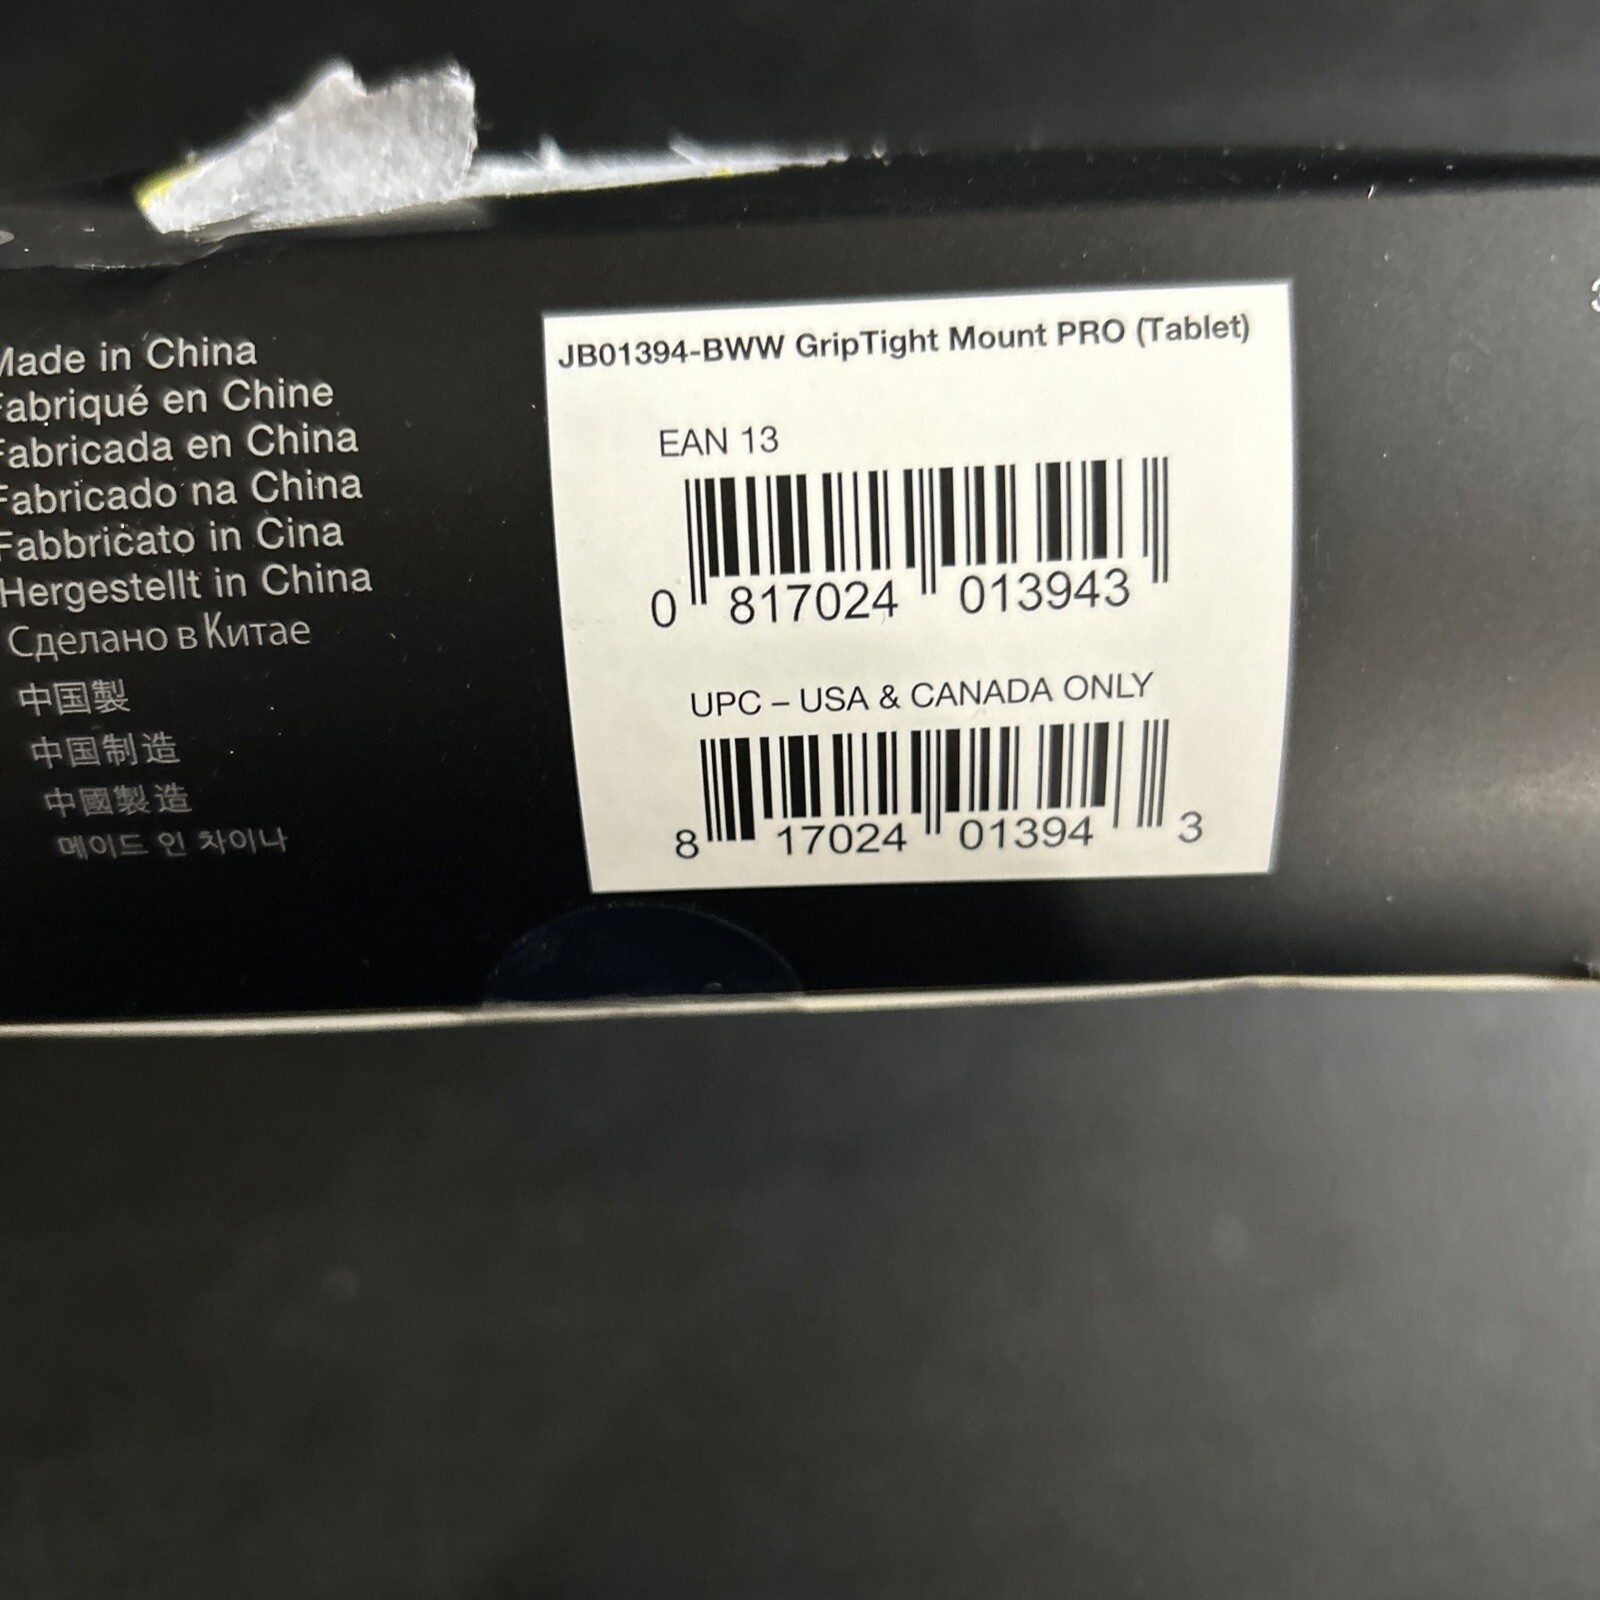 Made in China
Fabriqué en Chine
Fabricada en China
Fabricado na China
Fabbricato in Cina
Hergestellt in China
Сделано в Китае
中国製
中国制造
中國製造
메이드 인 차이나
JB01394-BWW GripTight Mount PRO (Tablet)
EAN 13
0 817024 013943
UPC – USA & CANADA ONLY
8 17024 01394 3